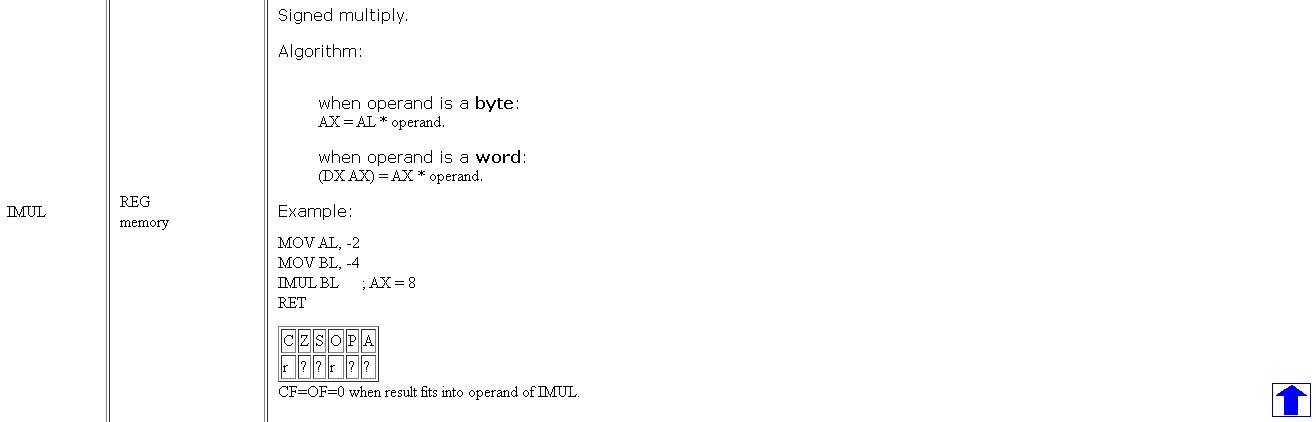 Signed multiply.
Algorithm:
when operand is a byte:
AX = AL * operand.
when operand is a word:
(DX AX) = AX * operand.
IMUL
REG
memory
Example:
MOV AL, -2
MOV BL, -4
IMUL BL ; AX = 8
RET
C Z S O P A
r ? ? r ? ?
CF=OF=0 when result fits into operand of IMUL.